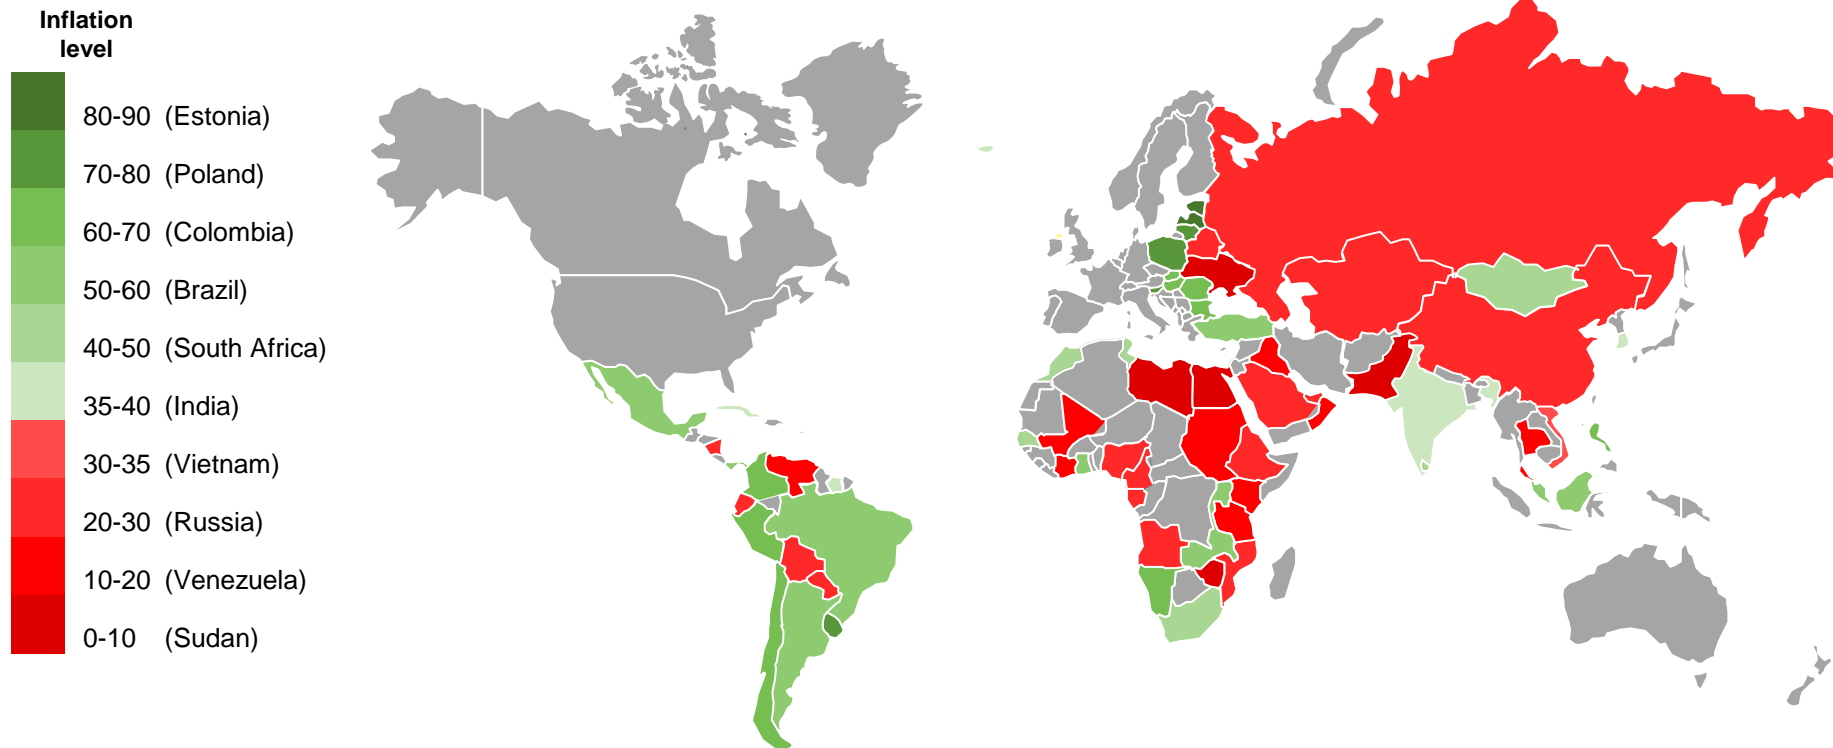 Inflation
level
80-90 (Estonia)
70-80 (Poland)
60-70 (Colombia)
50-60 (Brazil)
40-50 (South Africa)
35-40 (India)
30-35 (Vietnam)
20-30 (Russia)
10-20 (Venezuela)
0-10 (Sudan)